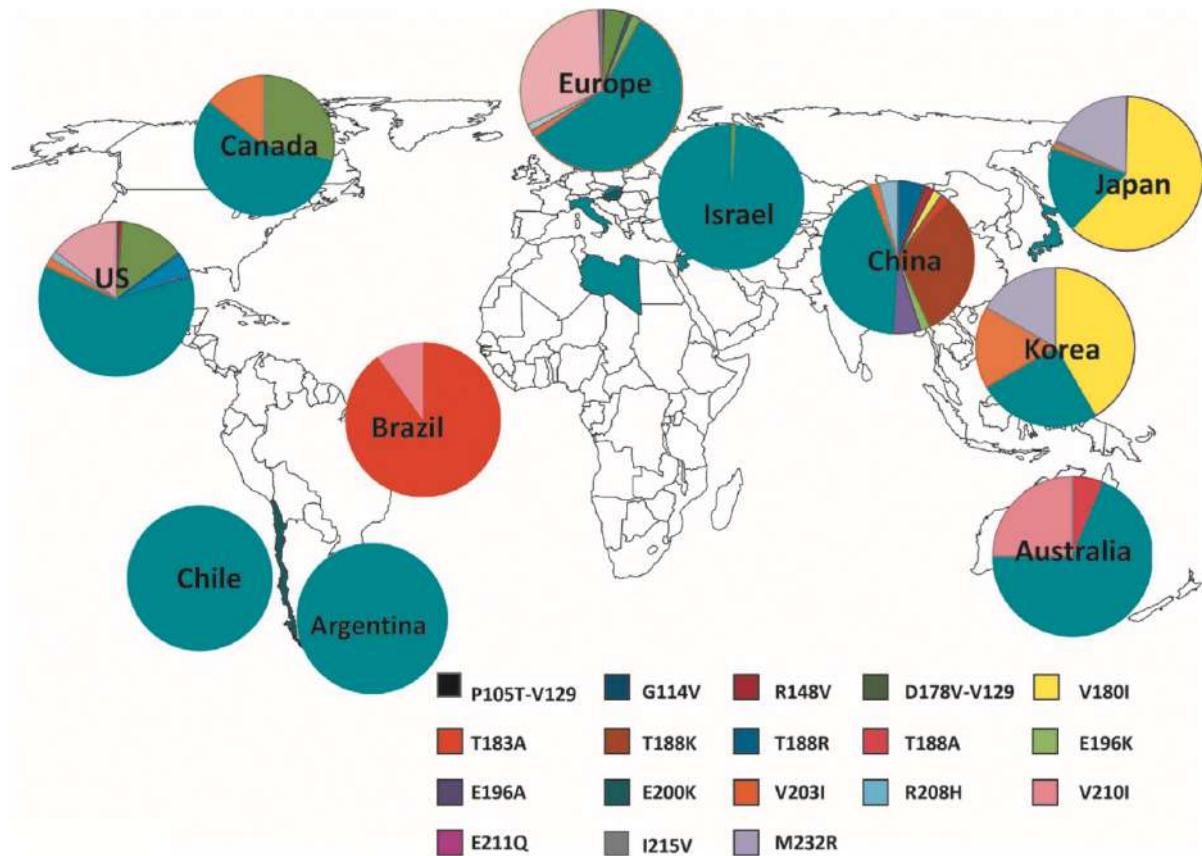 Europe
Canada
Japan
Israel
US
China
Korea
Brazil
Australia
Chile
Argentina
P105T-V129 G114V R148V D178V-V129 V180I
T183A T188K T188R T188A E196K
E196A E200K V203I R208H V210I
E211Q I215V M232R